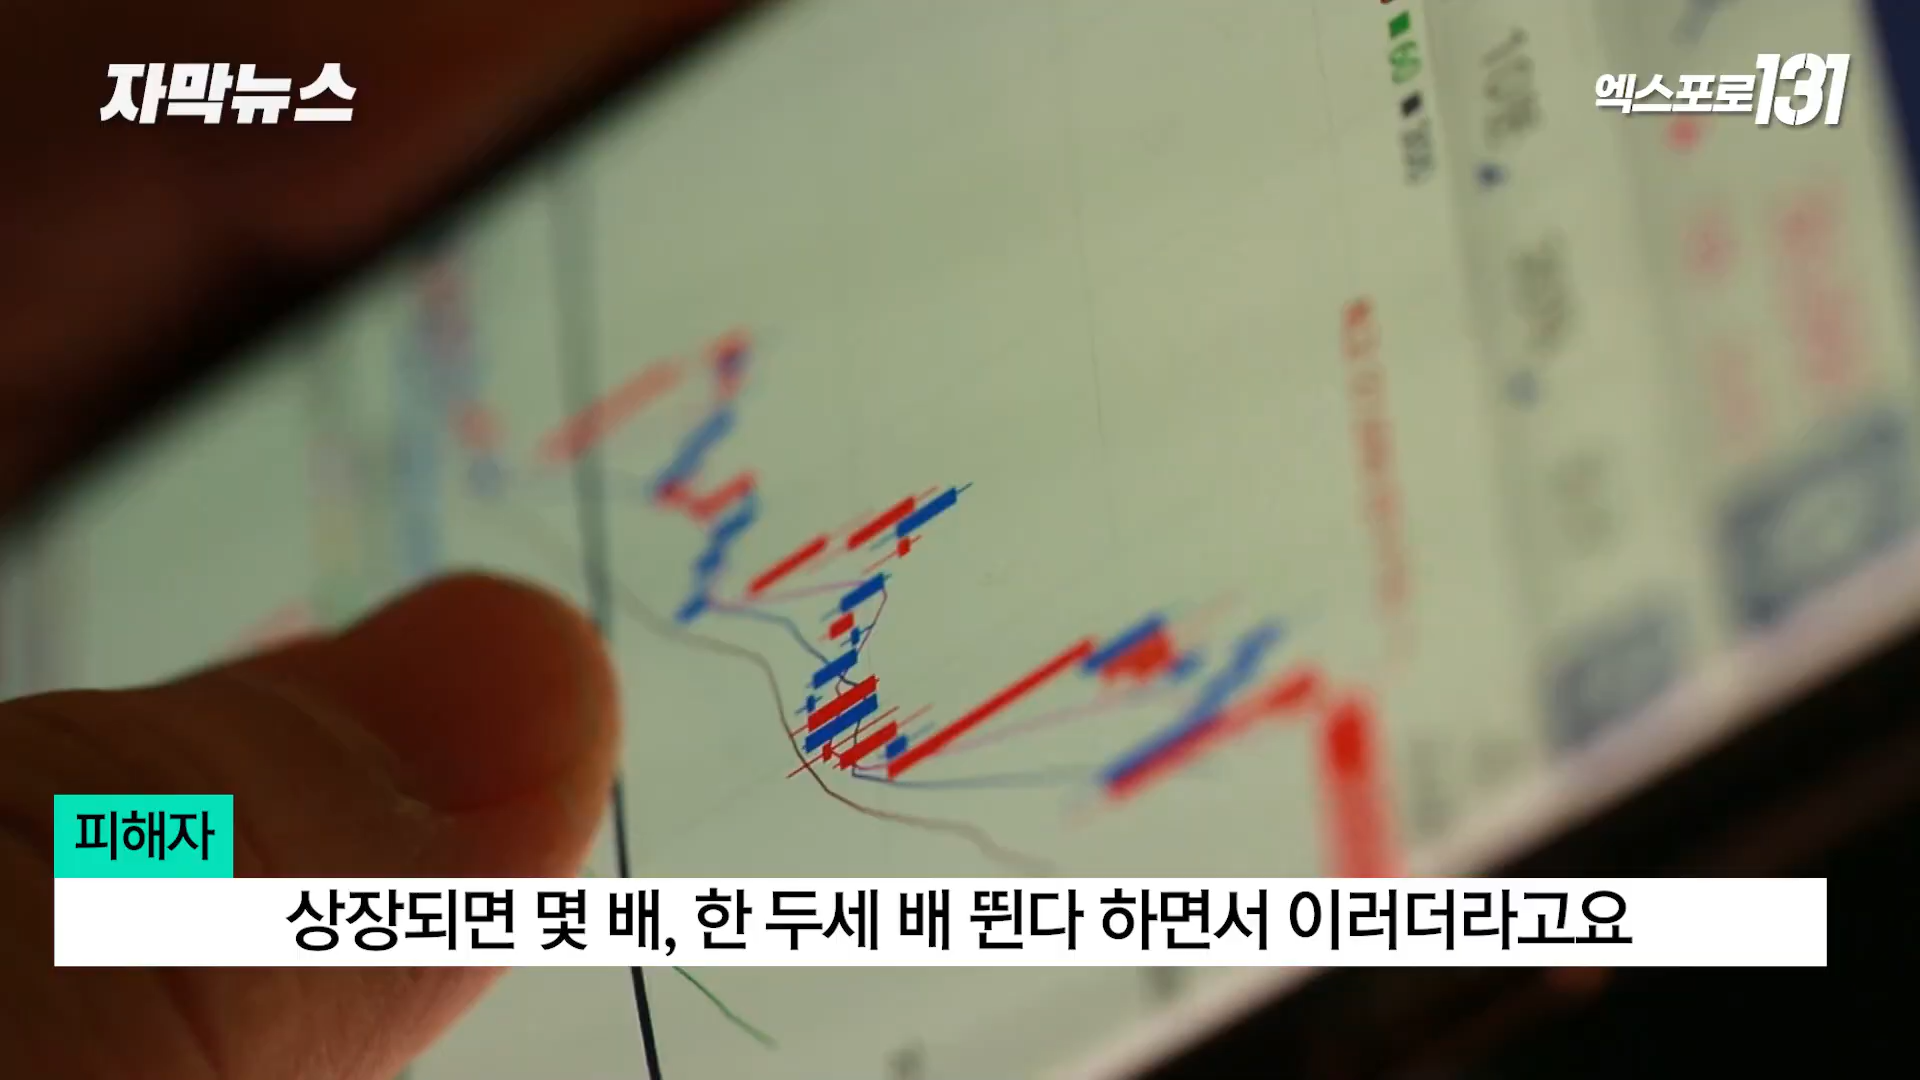 자막뉴스
엑스포로131
60
피해자
상장되면 몇 배, 한 두세 배 뛴다 하면서 이러더라고요